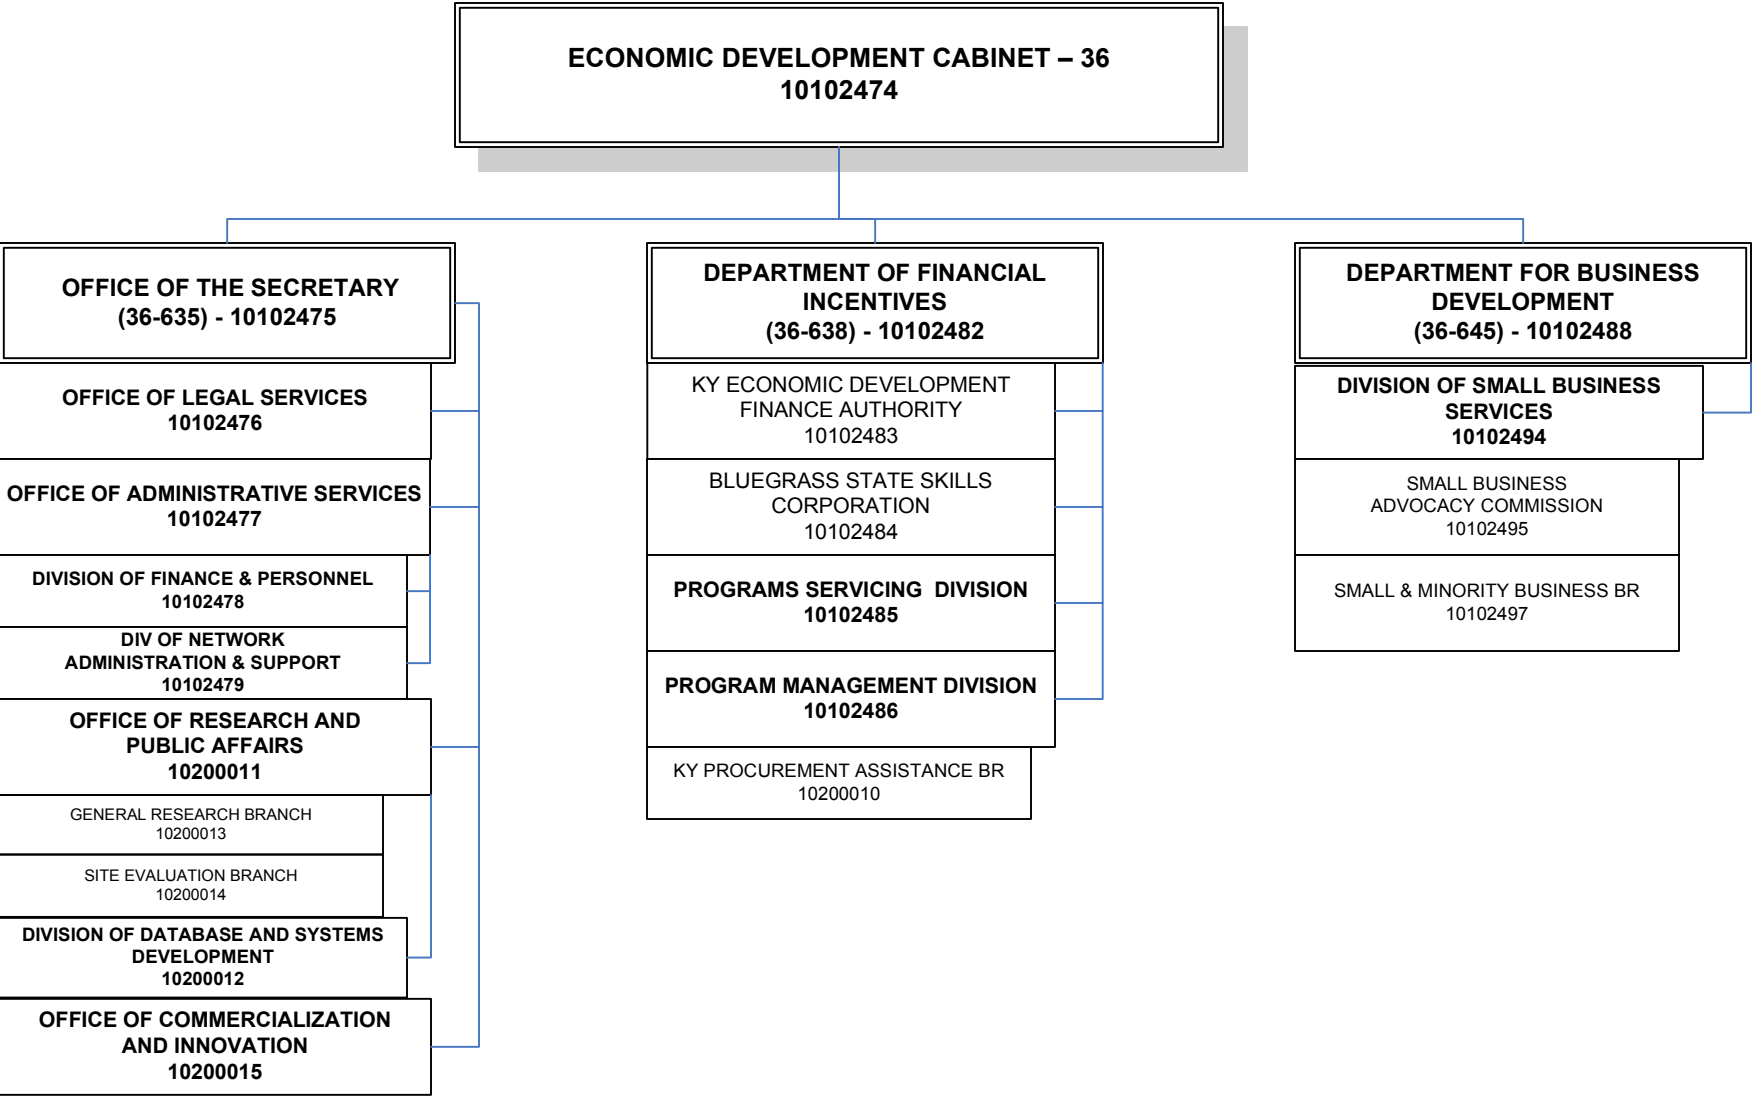 ECONOMIC DEVELOPMENT CABINET – 36
10102474
OFFICE OF THE SECRETARY
(36-635) - 10102475
OFFICE OF LEGAL SERVICES
10102476
OFFICE OF ADMINISTRATIVE SERVICES
10102477
DIVISION OF FINANCE & PERSONNEL
10102478
DIV OF NETWORK
ADMINISTRATION & SUPPORT
10102479
OFFICE OF RESEARCH AND
PUBLIC AFFAIRS
10200011
GENERAL RESEARCH BRANCH
10200013
SITE EVALUATION BRANCH
10200014
DIVISION OF DATABASE AND SYSTEMS
DEVELOPMENT
10200012
OFFICE OF COMMERCIALIZATION
AND INNOVATION
10200015
DEPARTMENT OF FINANCIAL
INCENTIVES
(36-638) - 10102482
KY ECONOMIC DEVELOPMENT
FINANCE AUTHORITY
10102483
BLUEGRASS STATE SKILLS
CORPORATION
10102484
PROGRAMS SERVICING  DIVISION
10102485
PROGRAM MANAGEMENT DIVISION
10102486
KY PROCUREMENT ASSISTANCE BR
10200010
DEPARTMENT FOR BUSINESS
DEVELOPMENT
(36-645) - 10102488
DIVISION OF SMALL BUSINESS
SERVICES
10102494
SMALL BUSINESS
ADVOCACY COMMISSION
10102495
SMALL & MINORITY BUSINESS BR
10102497